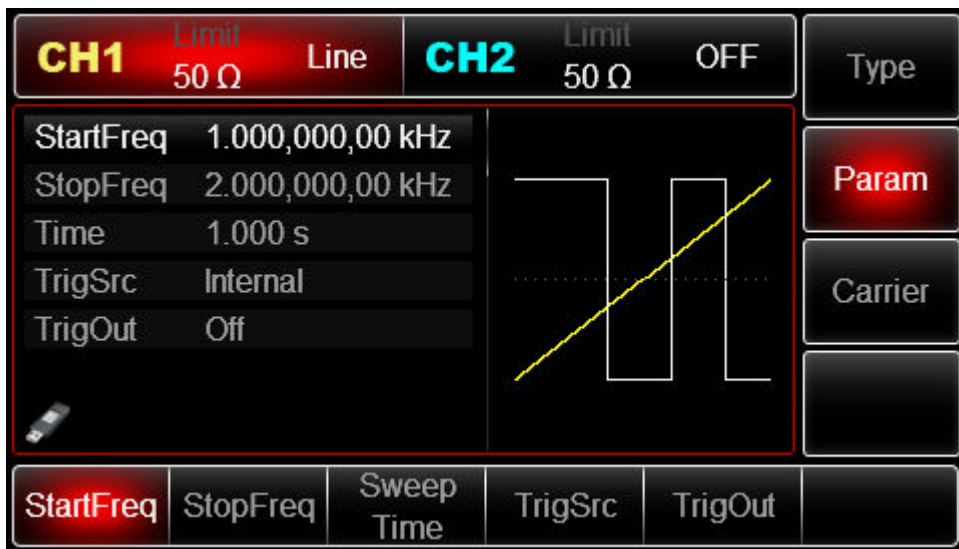 CH1 Limit 50 Ω Line
CH2 Limit 50 Ω OFF
Type
StartFreq 1.000,000,00 kHz
StopFreq 2.000,000,00 kHz
Time 1.000 s
TrigSrc Internal
TrigOut Off
Param
Carrier
StartFreq
StopFreq
Sweep
Time
TrigSrc
TrigOut